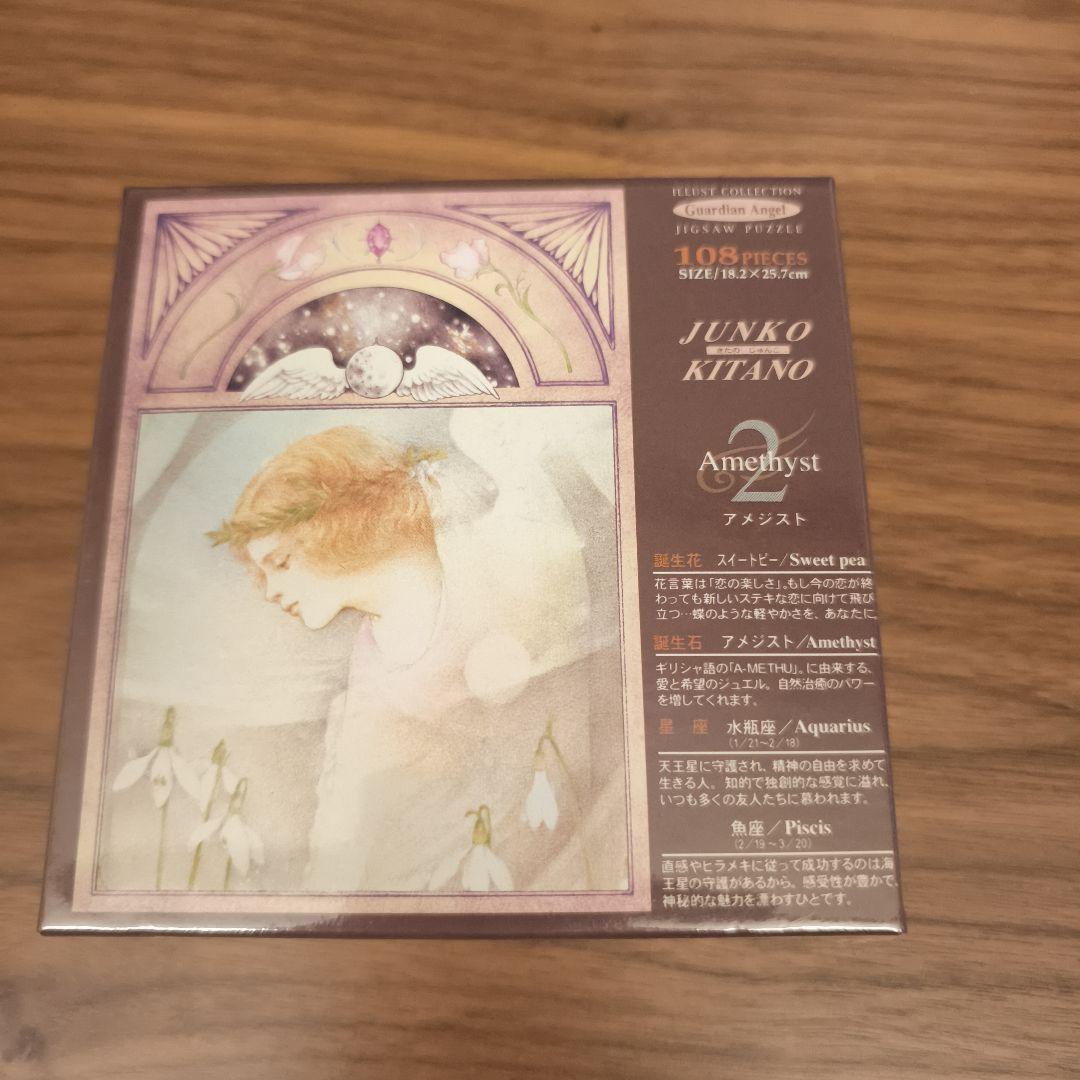 ILLUST COLLECTION
Guardian Angel
JIGSAW PUZZLE
108PIECES
SIZE/18.2×25.7cm
JUNKO
きたの じゅんこ
KITANO
2
Amethyst
アメジスト
誕生花 スイートピー/Sweet pea
花言葉は「恋の楽しさ」。もし今の恋が終
わっても新しいステキな恋に向けて飛び
立つ…蝶のような軽やかさを、あなたに。
誕生石 アメジスト/Amethyst
ギリシャ語の「A-METHU」。に由来する、
愛と希望のジュエル。自然治癒のパワー
を増してくれます。
星座 水瓶座/Aquarius
(1/21~2/18)
天王星に守護され、精神の自由を求めて
生きる人。知的で独創的な感覚に溢れ、
いつも多くの友人たちに慕われます。
魚座/Piscis
(2/19~3/20)
直感やヒラメキに従って成功するのは海
王星の守護があるから。感受性が豊かで、
神秘的な魅力を漂わすひとです。